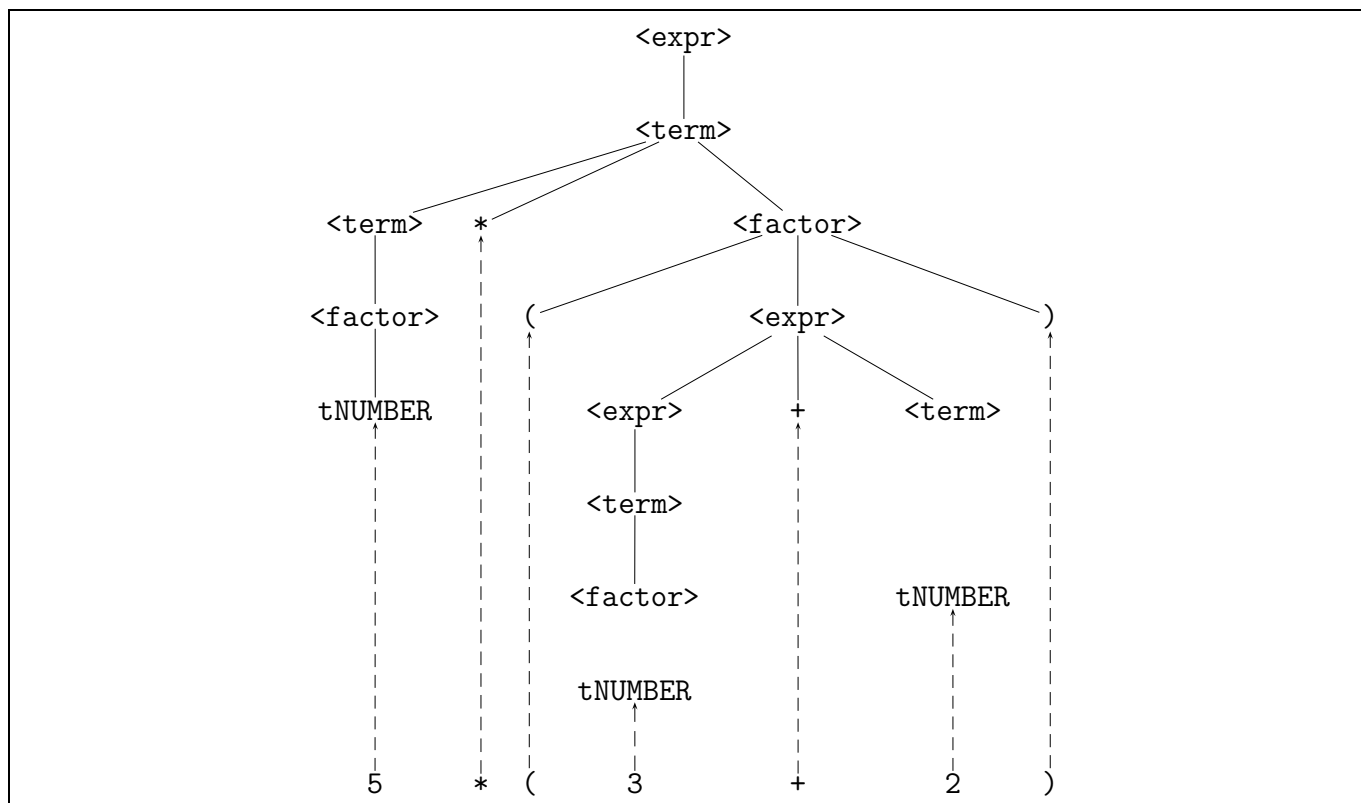 <expr>
<term>
<term> * <factor>
<factor> ( <expr> )
tNUMBER <expr> + <term>
<term>
<factor> tNUMBER
tNUMBER
5 * ( 3 + 2 )